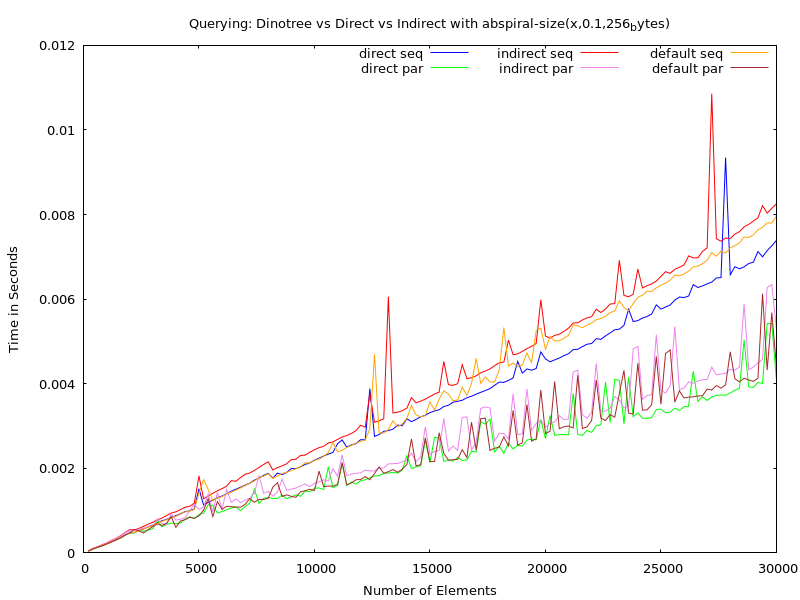 Querying: Dinotree vs Direct vs Indirect with abspiral-size(x,0.1,256_bytes)
direct seq indirect seq default seq
direct par indirect par default par
0.012
0.01
0.008
0.006
0.004
0.002
0
Time in Seconds
0 5000 10000 15000 20000 25000 30000
Number of Elements